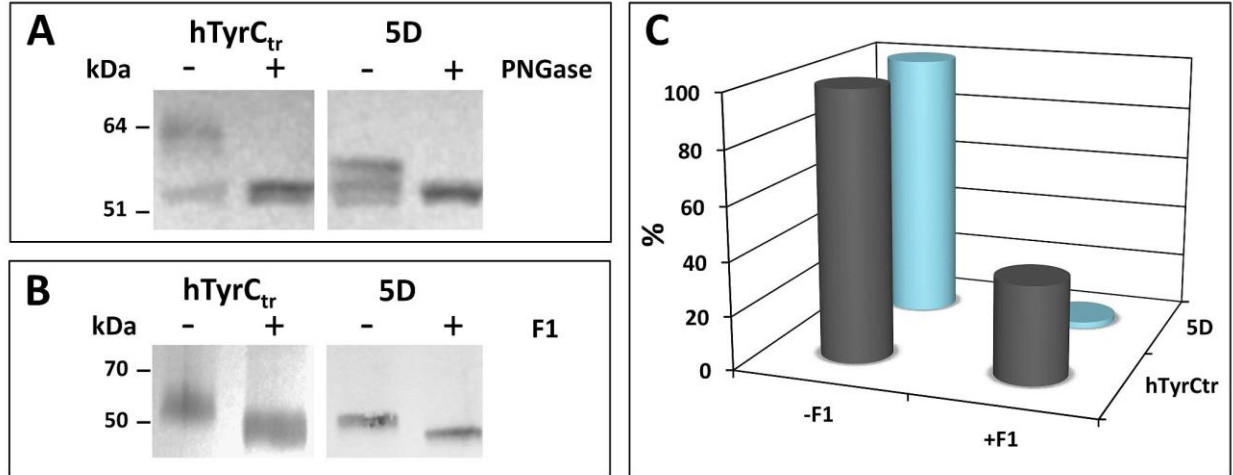 A
hTyrCtr 5D
kDa - + - + PNGase
64
51
B
hTyrCtr 5D
kDa - + - + F1
70
50
C
%
100
80
60
40
20
0
-F1
+F1
hTyrCtr
5D